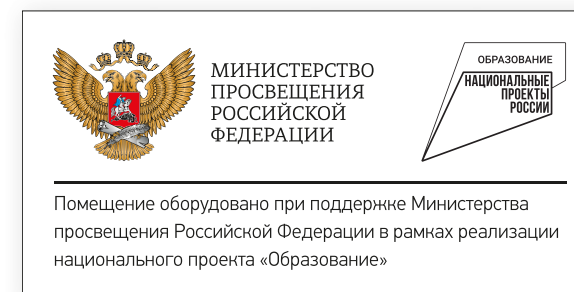 МИНИСТЕРСТВО
ПРОСВЕЩЕНИЯ
РОССИЙСКОЙ
ФЕДЕРАЦИИ
ОБРАЗОВАНИЕ
НАЦИОНАЛЬНЫЕ
ПРОЕКТЫ
РОССИИ
Помещение оборудовано при поддержке Министерства
просвещения Российской Федерации в рамках реализации
национального проекта «Образование»